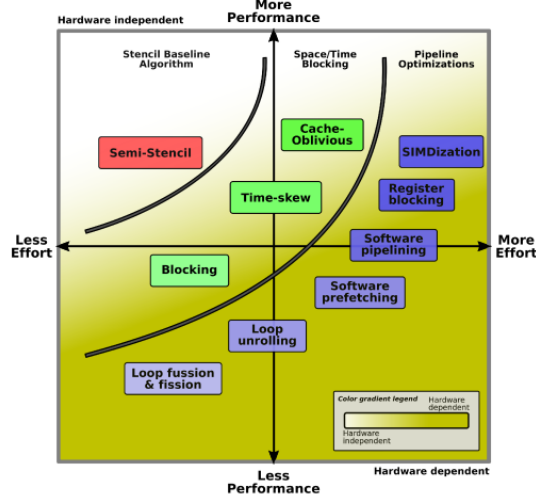 More
Performance
Hardware independent
Stencil Baseline
Algorithm
Space/Time
Blocking
Pipeline
Optimizations
Cache-
Oblivious
Semi-Stencil
SIMDization
Time-skew
Register
blocking
Less
Effort
Software
pipelining
More
Effort
Blocking
Software
prefetching
Loop
unrolling
Loop fussion
& fission
Color gradient legend
Hardware
dependent
Hardware
independent
Less
Performance
Hardware dependent